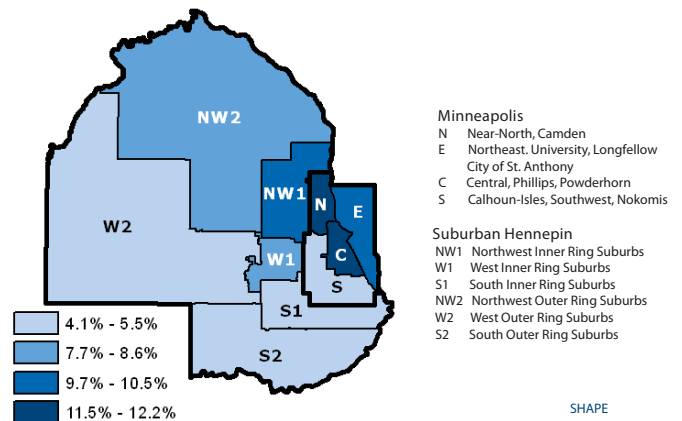 NW2
NW1
N
E
W2
C
W1
S
S1
S2
4.1% - 5.5%
7.7% - 8.6%
9.7% - 10.5%
11.5% - 12.2%
Minneapolis
N Near-North, Camden
E Northeast. University, Longfellow
City of St. Anthony
C Central, Phillips, Powderhorn
S Calhoun-Isles, Southwest, Nokomis
Suburban Hennepin
NW1 Northwest Inner Ring Suburbs
W1 West Inner Ring Suburbs
S1 South Inner Ring Suburbs
NW2 Northwest Outer Ring Suburbs
W2 West Outer Ring Suburbs
S2 South Outer Ring Suburbs
SHAPE